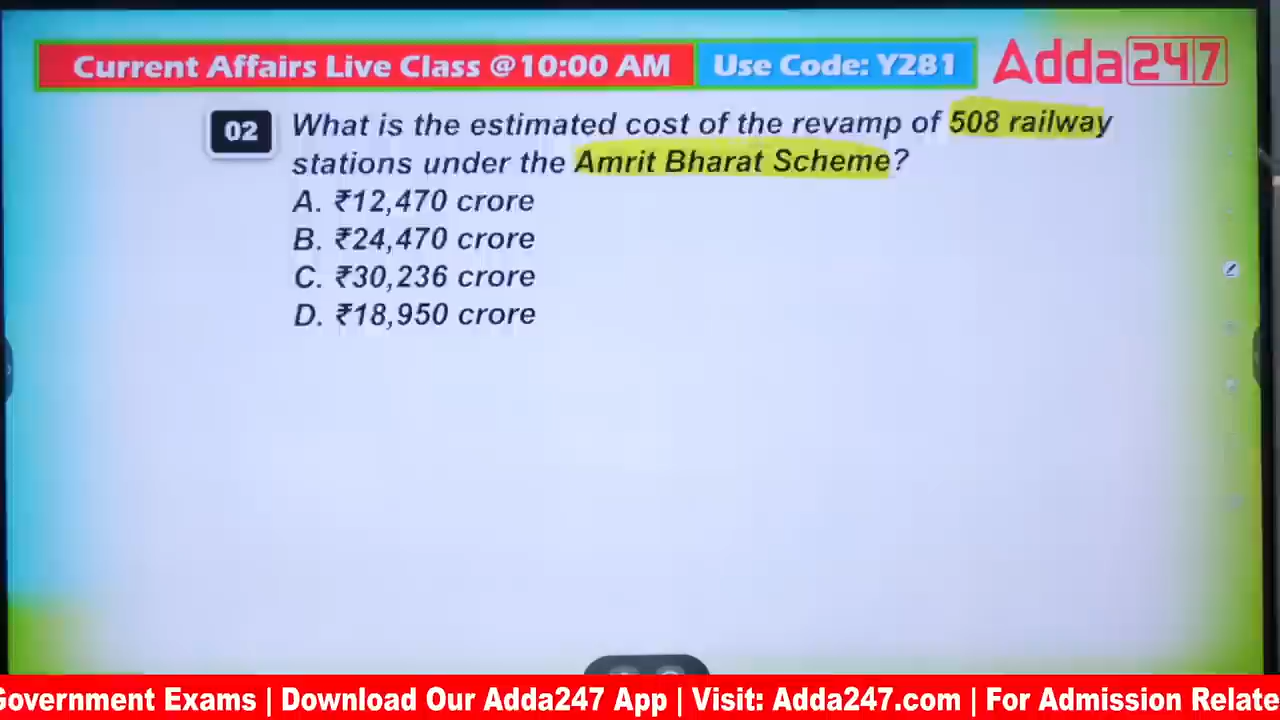 Current Affairs Live Class @10:00 AM
Use Code: Y281
Adda247
02
What is the estimated cost of the revamp of 508 railway
stations under the Amrit Bharat Scheme?
A. ₹12,470 crore
B. ₹24,470 crore
C. ₹30,236 crore
D. ₹18,950 crore
Government Exams | Download Our Adda247 App | Visit: Adda247.com | For Admission Relate